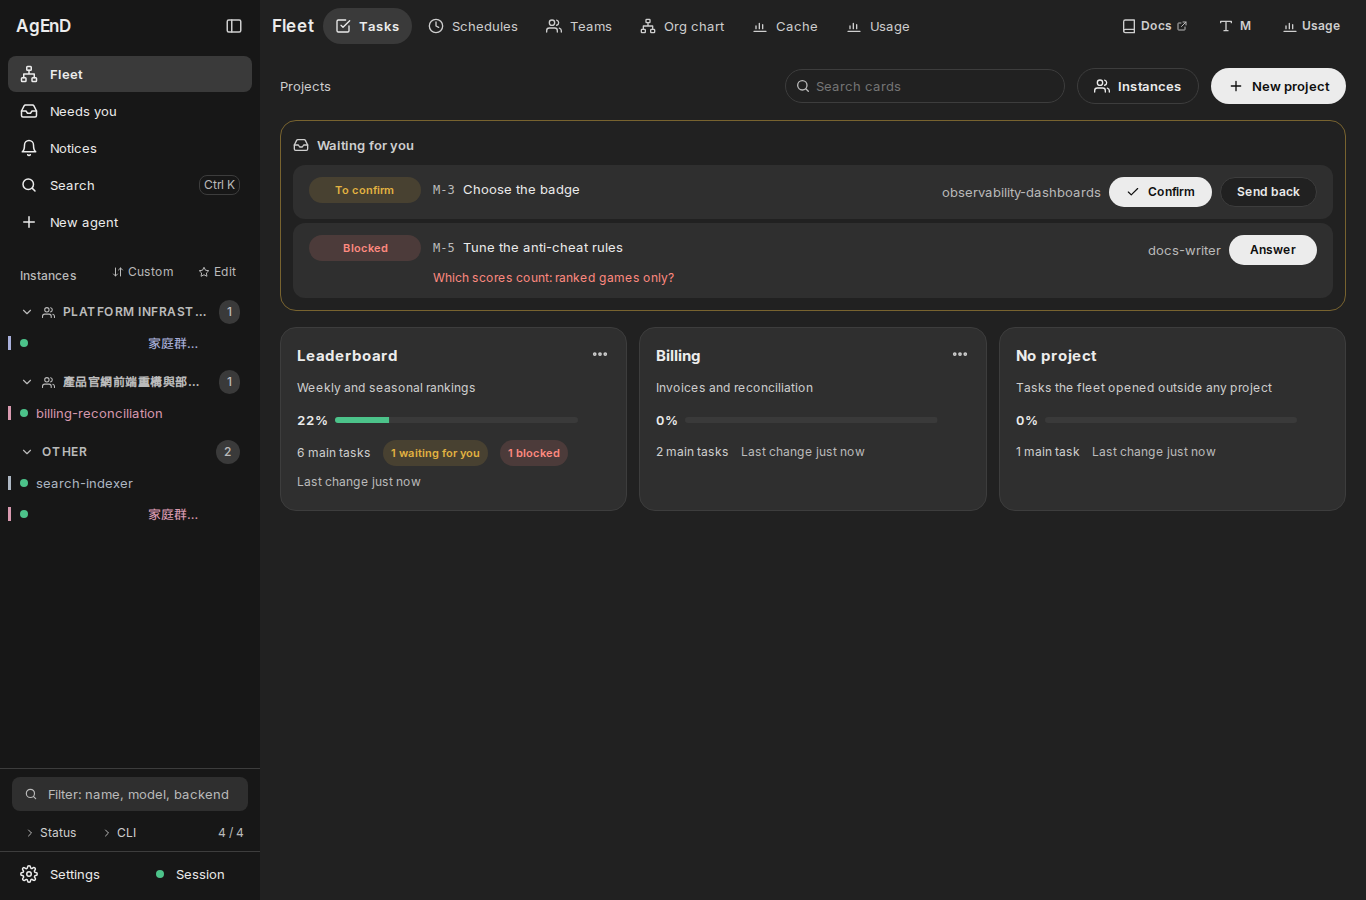 AgEnD
Fleet
Needs you
Notices
Search
Ctrl K
New agent
Instances
Custom
Edit
PLATFORM INFRAST...
1
家庭群...
產品官網前端重構與部...
1
billing-reconciliation
OTHER
2
search-indexer
家庭群...
Filter: name, model, backend
Status
CLI
4 / 4
Settings
Session
Fleet
Tasks
Schedules
Teams
Org chart
Cache
Usage
Docs
M
Usage
Projects
Search cards
Instances
New project
Waiting for you
To confirm
M-3 Choose the badge
observability-dashboards
Confirm
Send back
Blocked
M-5 Tune the anti-cheat rules
docs-writer
Answer
Which scores count: ranked games only?
Leaderboard
Weekly and seasonal rankings
22%
6 main tasks
1 waiting for you
1 blocked
Last change just now
Billing
Invoices and reconciliation
0%
2 main tasks
Last change just now
No project
Tasks the fleet opened outside any project
0%
1 main task
Last change just now